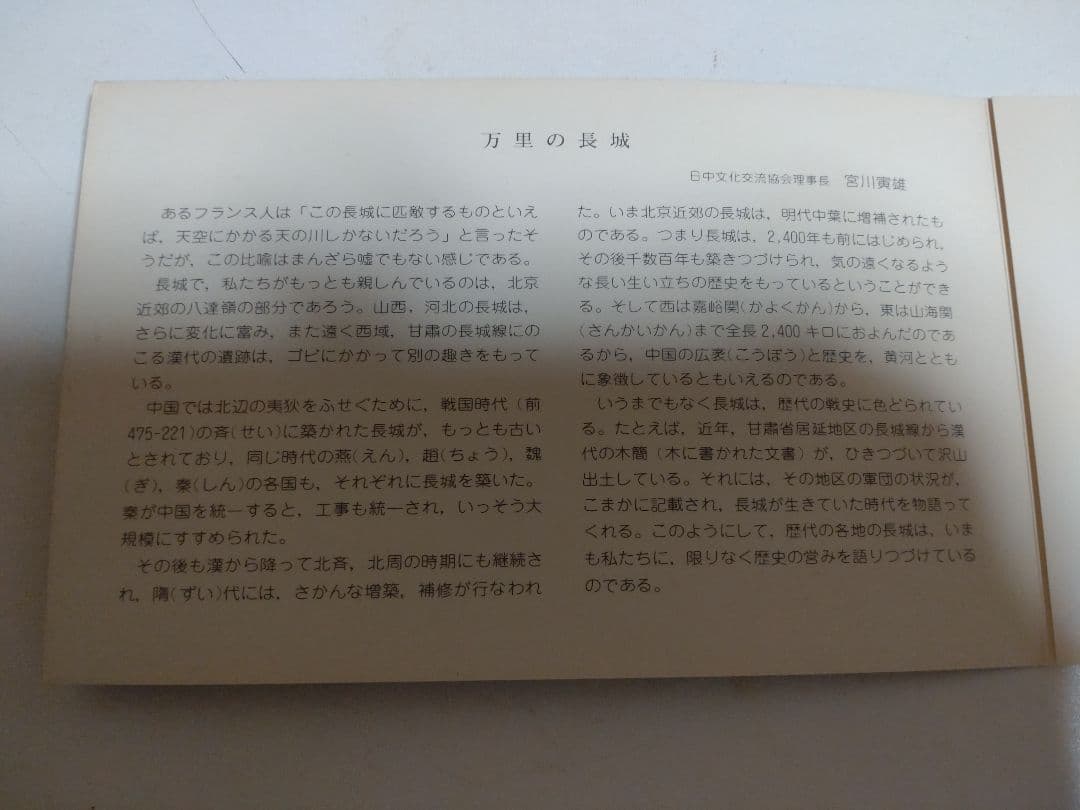 万里の長城
日中文化交流協会理事長 宮川寅雄
あるフランス人は「この長城に匹敵するものといえ
ば，天空にかかる天の川しかないだろう」と言ったそ
うだが，この比喩はまんざら嘘でもない感じである。
長城で，私たちがもっとも親しんでいるのは，北京
近郊の八達嶺の部分であろう。山西，河北の長城は，
さらに変化に富み，また遠く西域，甘粛の長城線にの
こる漢代の遺跡は，ゴビにかかって別の趣きをもって
いる。
中国では北辺の夷狄をふせぐために，戦国時代（前
475-221)の斉(せい)に築かれた長城が，もっとも古い
とされており，同じ時代の燕(えん)，趙(ちょう)，魏
(ぎ)，秦(しん)の各国も，それぞれに長城を築いた。
秦が中国を統一すると，工事も統一され，いっそう大
規模にすすめられた。
その後も漢から降って北斉，北周の時期にも継続さ
れ，隋(ずい)代には，さかんな増築，補修が行なわれ
た。いま北京近郊の長城は，明代中葉に増補されたも
のである。つまり長城は，2,400年も前にはじめられ，
その後千数百年も築きつづけられ，気の遠くなるよう
な長い生い立ちの歴史をもっているということができ
る。そして西は嘉峪関(かよくかん)から，東は山海関
(さんかいかん)まで全長2,400キロにおよんだのであ
るから，中国の広袤(こうぼう)と歴史を，黄河ととも
に象徴しているともいえるのである。
いうまでもなく長城は，歴代の戦史に色どられてい
る。たとえば，近年，甘粛省居延地区の長城線から漢
代の木簡（木に書かれた文書）が，ひきつづいて沢山
出土している。それには，その地区の軍団の状況が，
こまかに記載され，長城が生きていた時代を物語って
くれる。このようにして，歴代の各地の長城は，いま
も私たちに，限りなく歴史の営みを語りつづけている
のである。